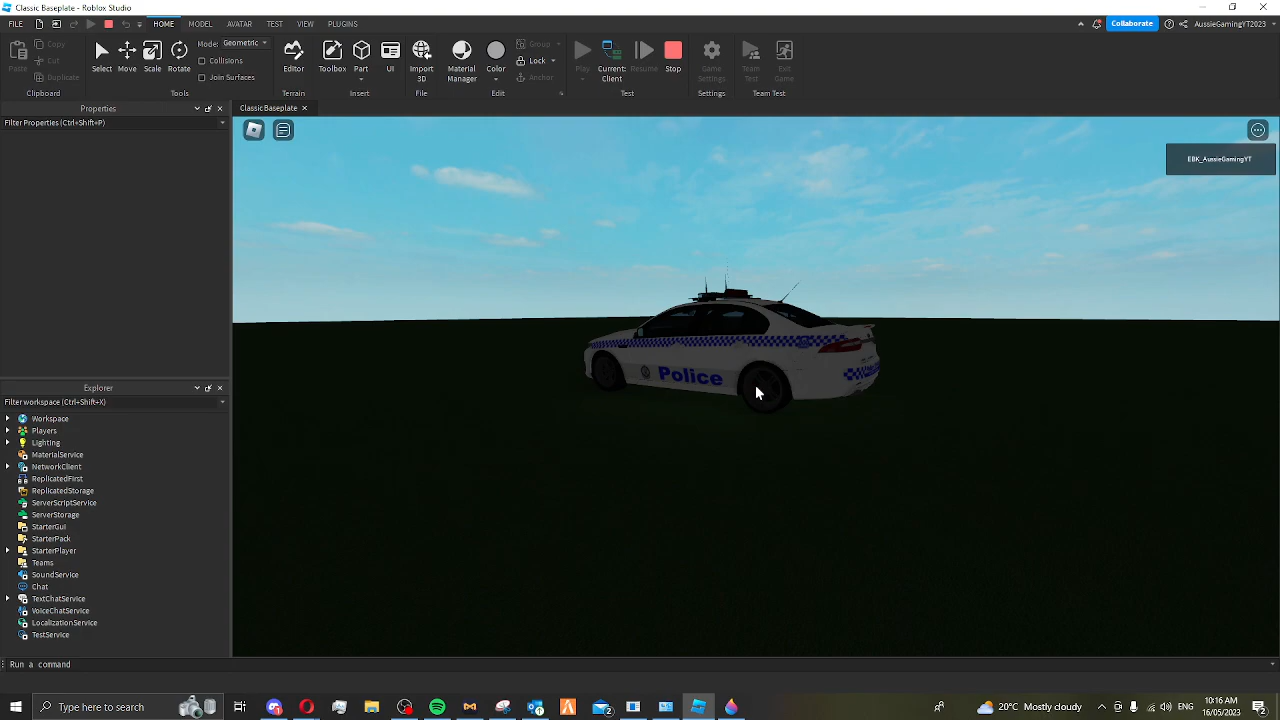 Classic Baseplate - Roblox Studio
FILE HOME MODEL AVATAR TEST VIEW PLUGINS Collaborate AussieGamingYT2023
Paste Copy Cut Duplicate Clipboard
Select Move Scale Rotate Mode: Geometric Collisions Join Surfaces Tools
Editor Terrain
Toolbox Part UI Insert
Import 3D File
Material Manager Color Group Lock Anchor Edit
Play Current: Client Resume Stop Test
Game Settings Settings
Team Test Exit Game Team Test
Properties
Filter Properties (Ctrl+Shift+P)
ClassicBaseplate
EBK_AussieGamingYT
Police
Explorer
Filter workspace (Ctrl+Shift+X)
Workspace
Players
Lighting
MaterialService
NetworkClient
ReplicatedFirst
ReplicatedStorage
ServerScriptService
ServerStorage
StarterGui
StarterPack
StarterPlayer
Teams
SoundService
Chat
TextChatService
VoiceChatService
LocalizationService
TestService
Run a command
Type here to search
2
20°C Mostly cloudy
ENG
10:16 AM
16/05/2023
2